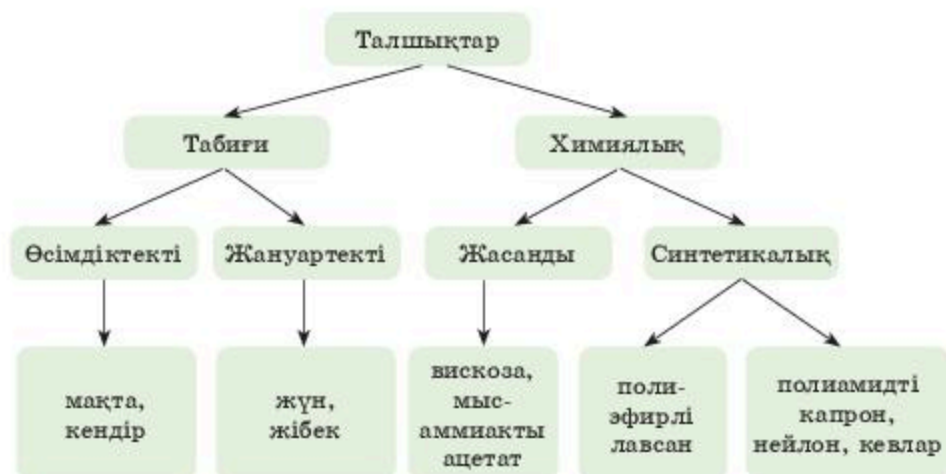 Талшықтар
Табиғи
Химиялық
Өсімдіктекті
Жануартекті
Жасанды
Синтетикалық
мақта,
кендір
жүн,
жібек
вискоза,
мыс-
аммиакты
ацетат
поли-
эфирлі
лавсан
полиамидті
капрон,
нейлон, кевлар